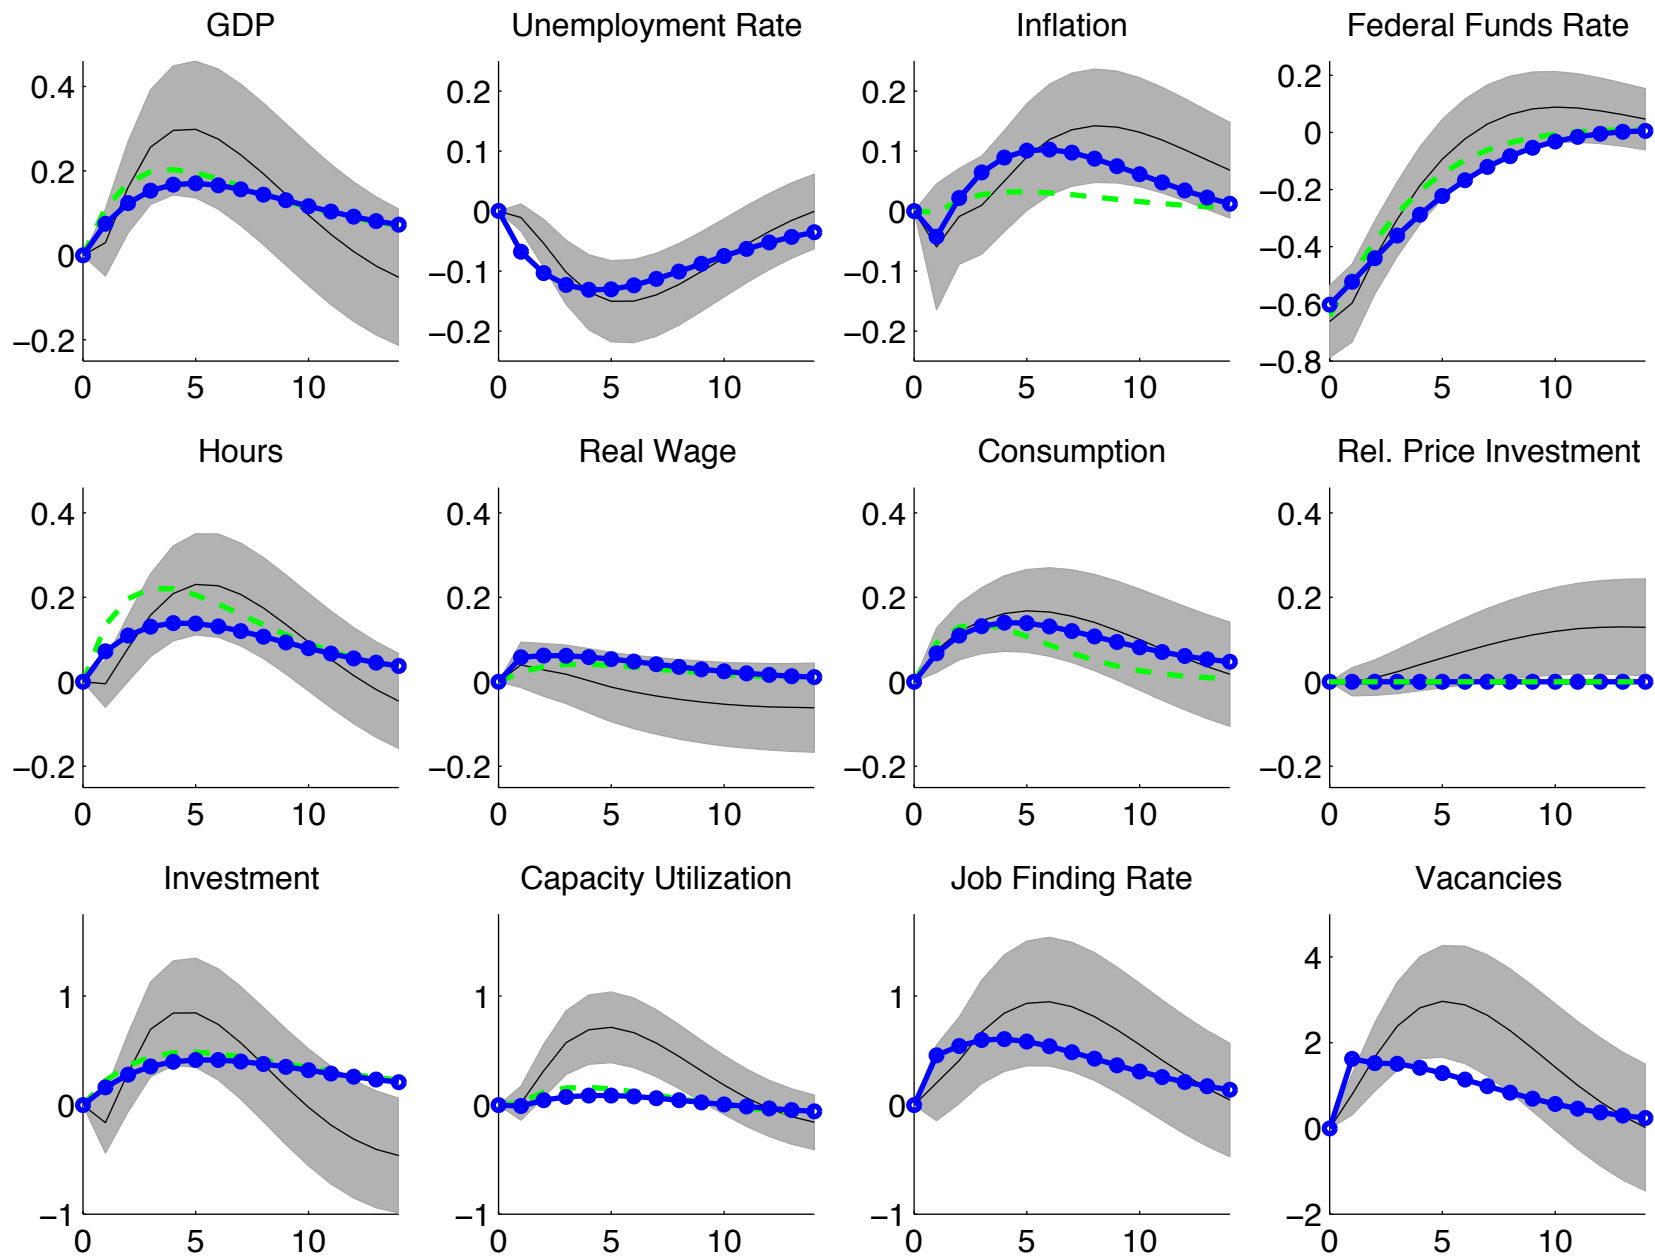 GDP
Unemployment Rate
Inflation
Federal Funds Rate
0.4
0.2
0
−0.2
0 5 10
0.2
0.1
0
−0.1
−0.2
0 5 10
0.2
0.1
0
−0.1
−0.2
0 5 10
0.2
0
−0.2
−0.4
−0.6
−0.8
0 5 10
Hours
Real Wage
Consumption
Rel. Price Investment
0.4
0.2
0
−0.2
0 5 10
0.4
0.2
0
−0.2
0 5 10
0.4
0.2
0
−0.2
0 5 10
0.4
0.2
0
−0.2
0 5 10
Investment
Capacity Utilization
Job Finding Rate
Vacancies
1
0
−1
0 5 10
1
0
−1
0 5 10
1
0
−1
0 5 10
4
2
0
−2
0 5 10